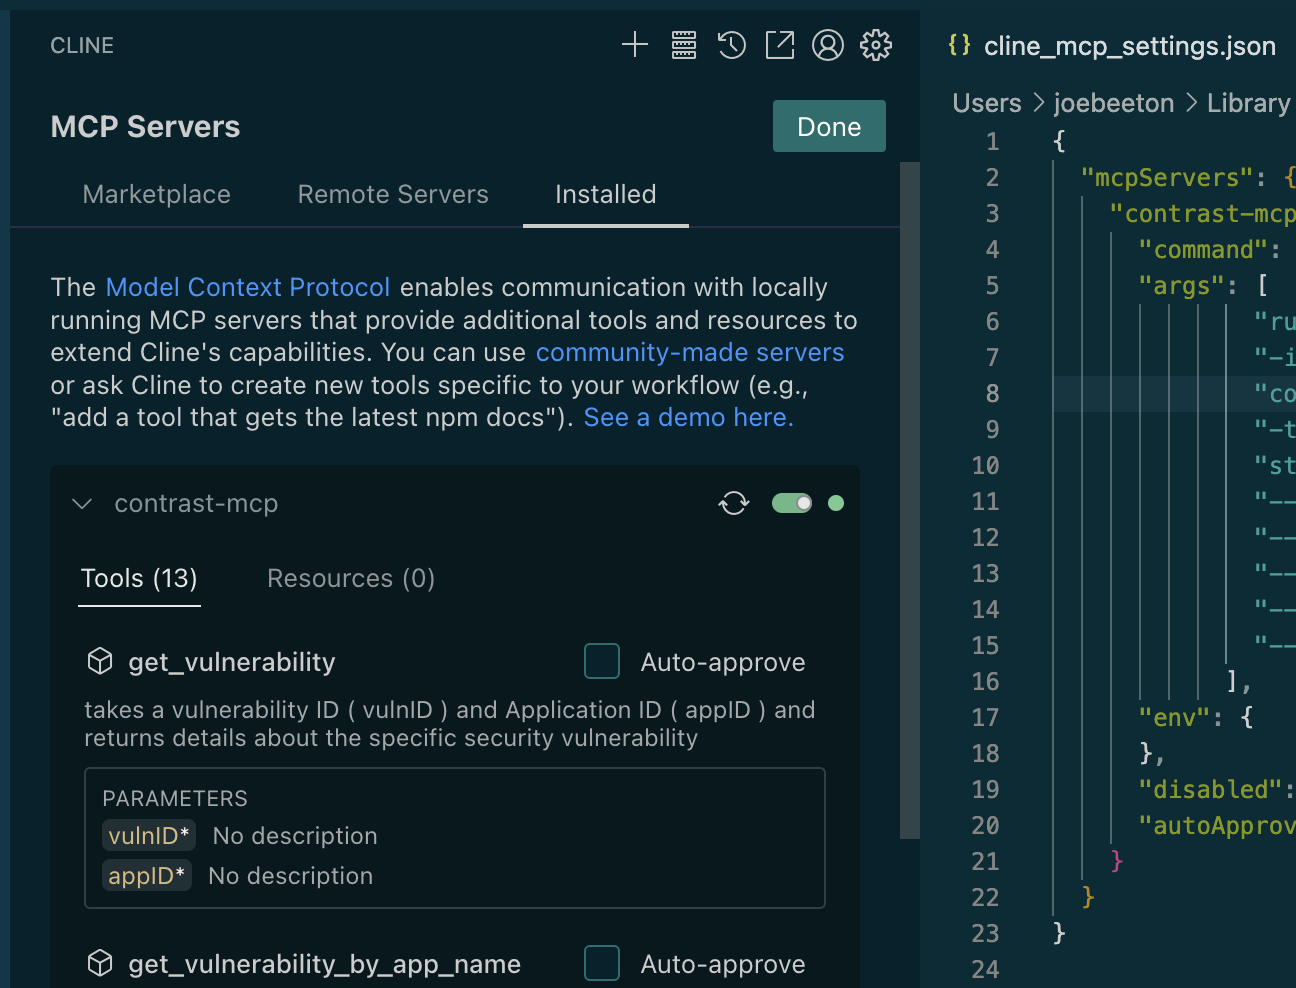 CLINE
MCP Servers
Done
Marketplace
Remote Servers
Installed
The Model Context Protocol enables communication with locally
running MCP servers that provide additional tools and resources to
extend Cline's capabilities. You can use community-made servers
or ask Cline to create new tools specific to your workflow (e.g.,
"add a tool that gets the latest npm docs"). See a demo here.
contrast-mcp
Tools (13)
Resources (0)
get_vulnerability
Auto-approve
takes a vulnerability ID ( vulnID ) and Application ID ( appID ) and
returns details about the specific security vulnerability
PARAMETERS
vulnID* No description
appID* No description
get_vulnerability_by_app_name
Auto-approve
{} cline_mcp_settings.json
Users > joebeeton > Library
1 {
2 "mcpServers": {
3 "contrast-mcp
4 "command":
5 "args": [
6 "ru
7 "-i
8 "co
9 "-t
10 "st
11 "--
12 "--
13 "--
14 "--
15 "--
16 ],
17 "env": {
18 },
19 "disabled":
20 "autoApprov
21 }
22 }
23 }
24